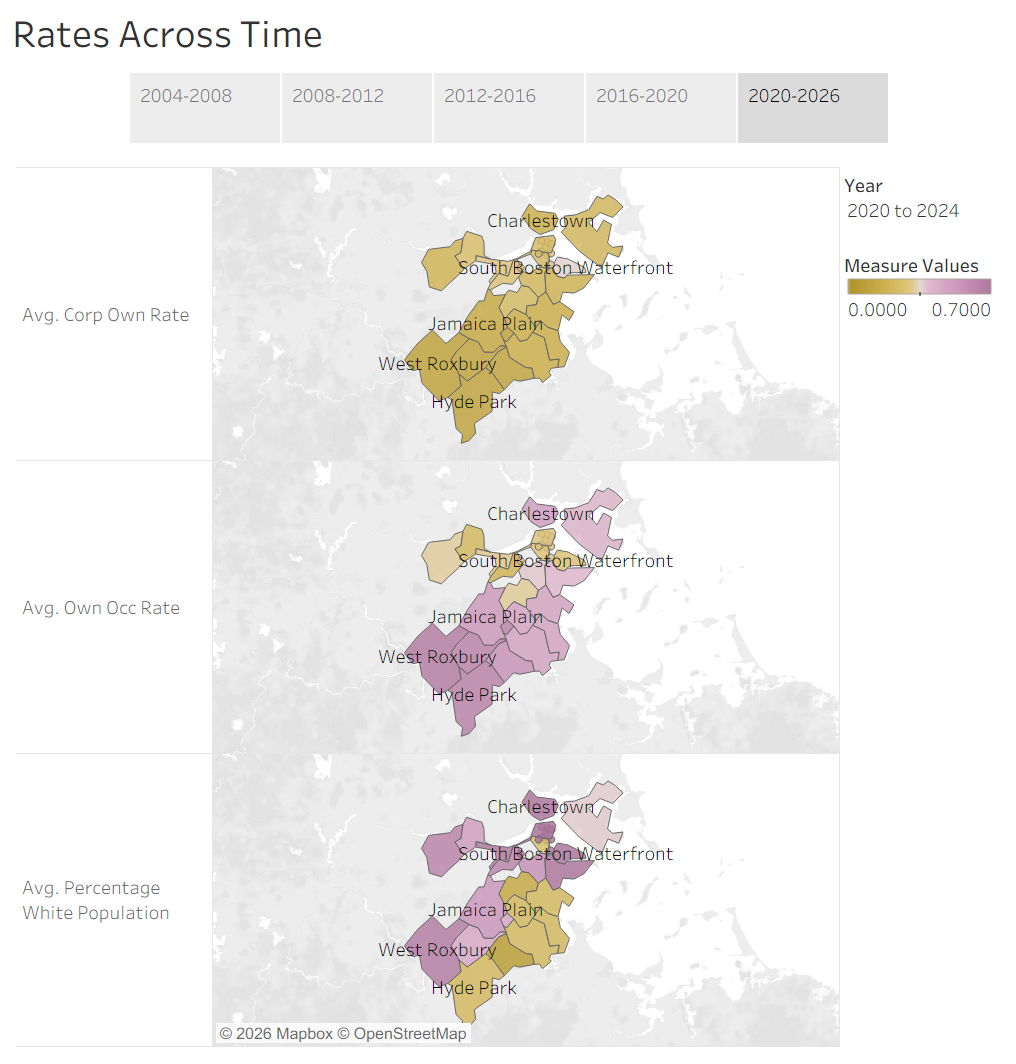 Rates Across Time
2004-2008
2008-2012
2012-2016
2016-2020
2020-2026
Year
2020 to 2024
Measure Values
0.0000
0.7000
Avg. Corp Own Rate
Charlestown
South Boston Waterfront
Jamaica Plain
West Roxbury
Hyde Park
Avg. Own Occ Rate
Charlestown
South Boston Waterfront
Jamaica Plain
West Roxbury
Hyde Park
Avg. Percentage
White Population
Charlestown
South Boston Waterfront
Jamaica Plain
West Roxbury
Hyde Park
© 2026 Mapbox © OpenStreetMap